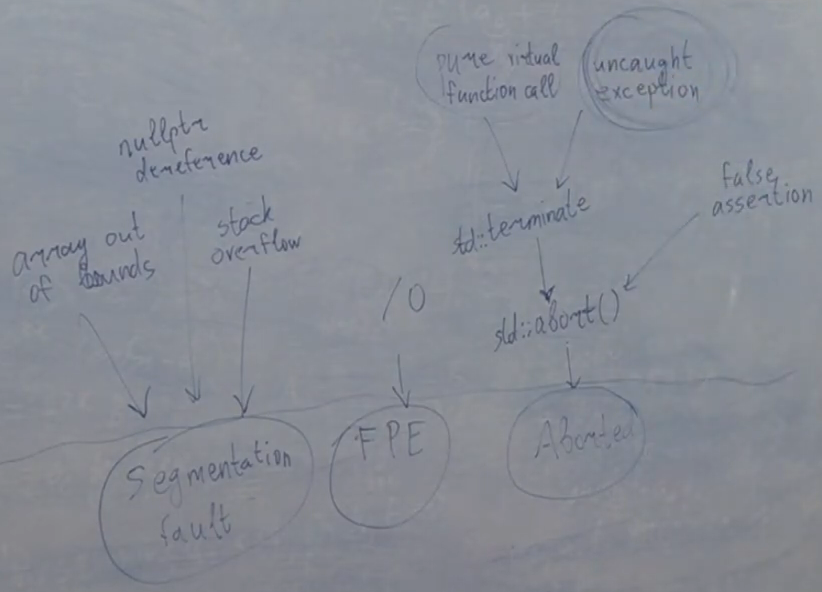 pure virtual
function call
uncaught
exception
nullptr
dereference
false
assertion
array out
of bounds
stack
overflow
std::terminate
/0
std::abort()
Segmentation
fault
FPE
Aborted